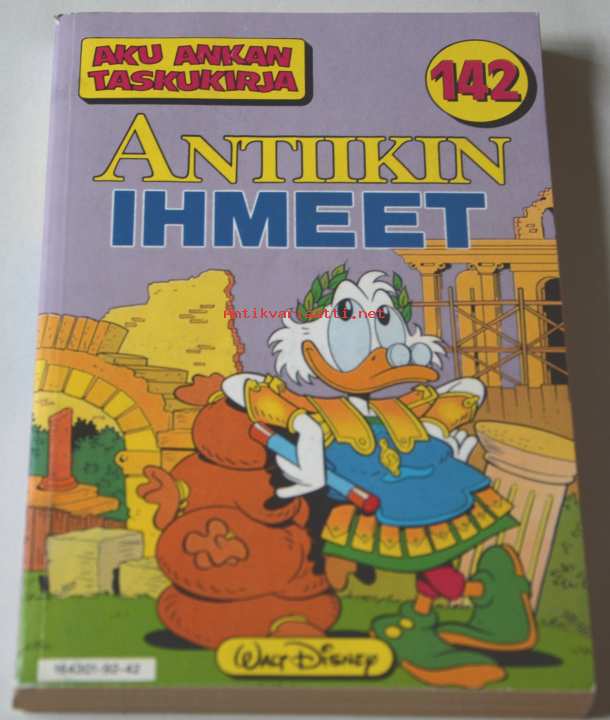 AKU ANKAN
TASKUKIRJA
142
ANTIIKIN
IHMEET
Antikvariaatti.net
WALT DISNEY
164301-92-42